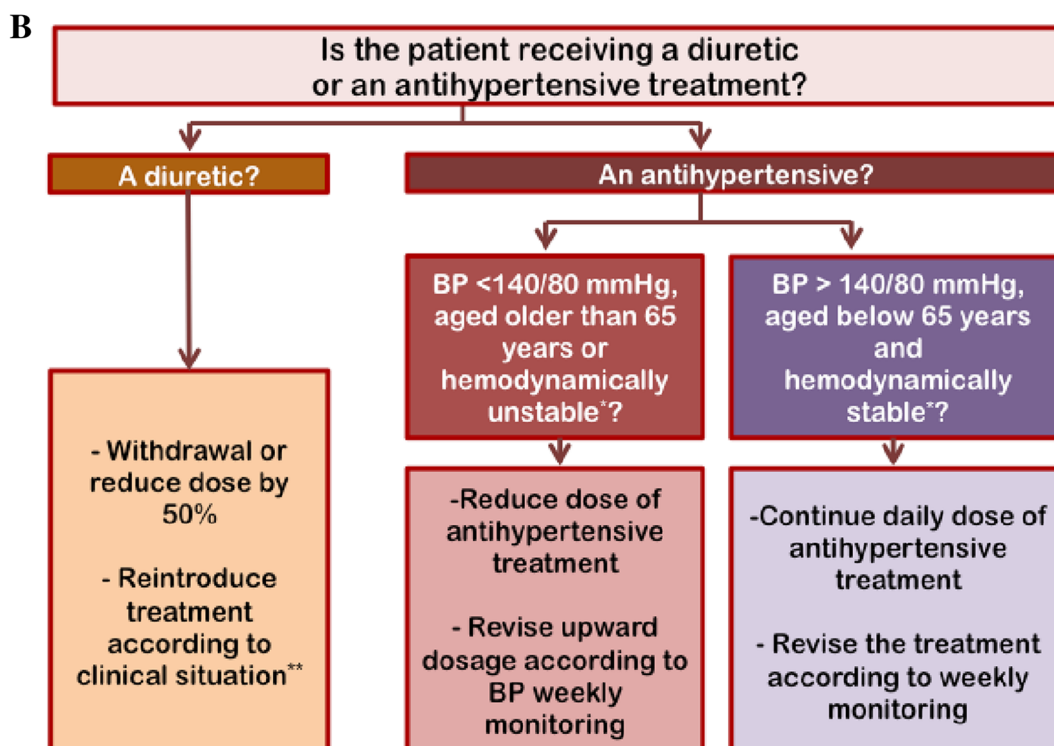 B
Is the patient receiving a diuretic
or an antihypertensive treatment?
A diuretic?
An antihypertensive?
BP <140/80 mmHg,
aged older than 65
years or
hemodynamically
unstable*?
BP > 140/80 mmHg,
aged below 65 years
and
hemodynamically
stable*?
- Withdrawal or
reduce dose by
50%
- Reintroduce
treatment
according to
clinical situation**
-Reduce dose of
antihypertensive
treatment
- Revise upward
dosage according to
BP weekly
monitoring
-Continue daily dose of
antihypertensive
treatment
- Revise the treatment
according to weekly
monitoring